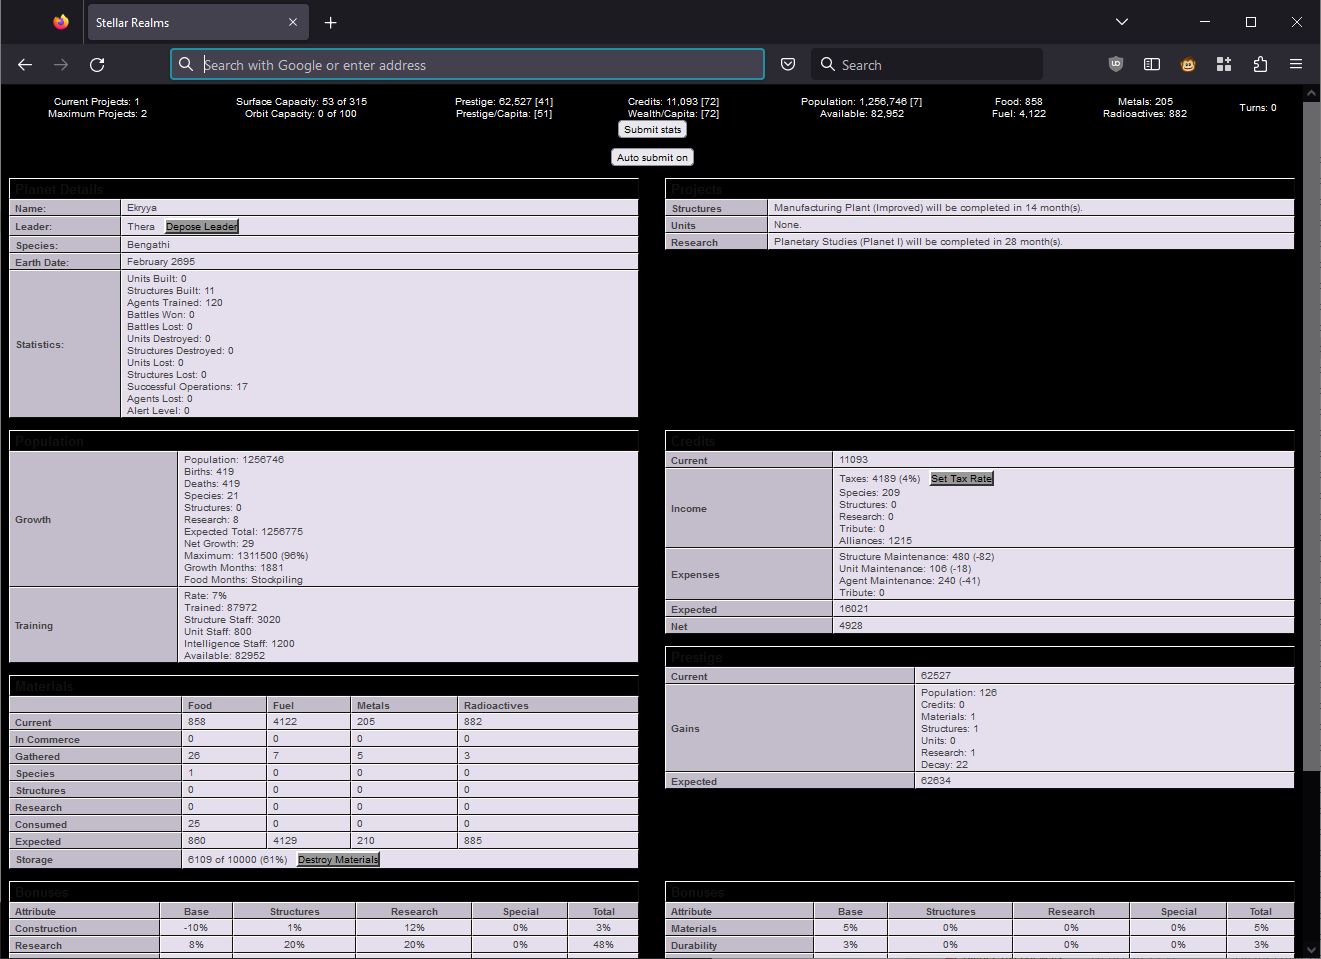 Stellar Realms
Search with Google or enter address
Search
Current Projects: 1
Maximum Projects: 2
Surface Capacity: 53 of 315
Orbit Capacity: 0 of 100
Prestige: 62,527 [41]
Prestige/Capita: [51]
Credits: 11,093 [72]
Wealth/Capita: [72]
Population: 1,256,746 [7]
Available: 82,952
Food: 858
Fuel: 4,122
Metals: 205
Radioactives: 882
Turns: 0
Submit stats
Auto submit on
Planet Details
Name: Ekryya
Leader: Thera Depose Leader
Species: Bengathi
Earth Date: February 2695
Statistics:
Units Built: 0
Structures Built: 11
Agents Trained: 120
Battles Won: 0
Battles Lost: 0
Units Destroyed: 0
Structures Destroyed: 0
Units Lost: 0
Structures Lost: 0
Successful Operations: 17
Agents Lost: 0
Alert Level: 0
Projects
Structures Manufacturing Plant (Improved) will be completed in 14 month(s).
Units None.
Research Planetary Studies (Planet I) will be completed in 28 month(s).
Population
Growth
Population: 1256746
Births: 419
Deaths: 419
Species: 21
Structures: 0
Research: 8
Expected Total: 1256775
Net Growth: 29
Maximum: 1311500 (96%)
Growth Months: 1881
Food Months: Stockpiling
Training
Rate: 7%
Trained: 87972
Structure Staff: 3020
Unit Staff: 800
Intelligence Staff: 1200
Available: 82952
Credits
Current 11093
Income
Taxes: 4189 (4%) Set Tax Rate
Species: 209
Structures: 0
Research: 0
Tribute: 0
Alliances: 1215
Expenses
Structure Maintenance: 480 (-82)
Unit Maintenance: 106 (-18)
Agent Maintenance: 240 (-41)
Tribute: 0
Expected 16021
Net 4928
Prestige
Current 62527
Gains
Population: 126
Credits: 0
Materials: 1
Structures: 1
Units: 0
Research: 1
Decay: 22
Expected 62634
Materials
Food Fuel Metals Radioactives
Current 858 4122 205 882
In Commerce 0 0 0 0
Gathered 26 7 5 3
Species 1 0 0 0
Structures 0 0 0 0
Research 0 0 0 0
Consumed 25 0 0 0
Expected 860 4129 210 885
Storage 6109 of 10000 (61%) Destroy Materials
Bonuses
Attribute Base Structures Research Special Total
Construction -10% 1% 12% 0% 3%
Research 8% 20% 20% 0% 48%
Bonuses
Attribute Base Structures Research Special Total
Materials 5% 0% 0% 0% 5%
Durability 3% 0% 0% 0% 3%